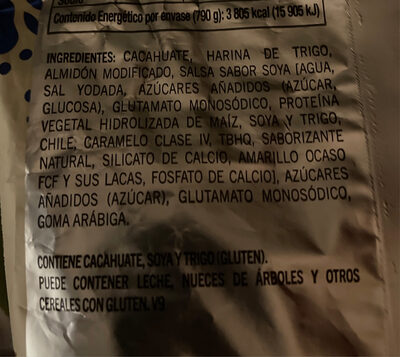 Sodio
Contenido Energético por envase (790 g): 3 805 kcal (15 905 kJ)
INGREDIENTES: CACAHUATE, HARINA DE TRIGO,
ALMIDÓN MODIFICADO, SALSA SABOR SOYA [AGUA,
SAL YODADA, AZÚCARES AÑADIDOS (AZÚCAR,
GLUCOSA), GLUTAMATO MONOSÓDICO, PROTEÍNA
VEGETAL HIDROLIZADA DE MAÍZ, SOYA Y TRIGO,
CHILE, CARAMELO CLASE IV, TBHQ, SABORIZANTE
NATURAL, SILICATO DE CALCIO, AMARILLO OCASO
FCF Y SUS LACAS, FOSFATO DE CALCIO], AZÚCARES
AÑADIDOS (AZÚCAR), GLUTAMATO MONOSÓDICO,
GOMA ARÁBIGA.
CONTIENE CACAHUATE, SOYA Y TRIGO (GLUTEN).
PUEDE CONTENER LECHE, NUECES DE ÁRBOLES Y OTROS
CEREALES CON GLUTEN. V9